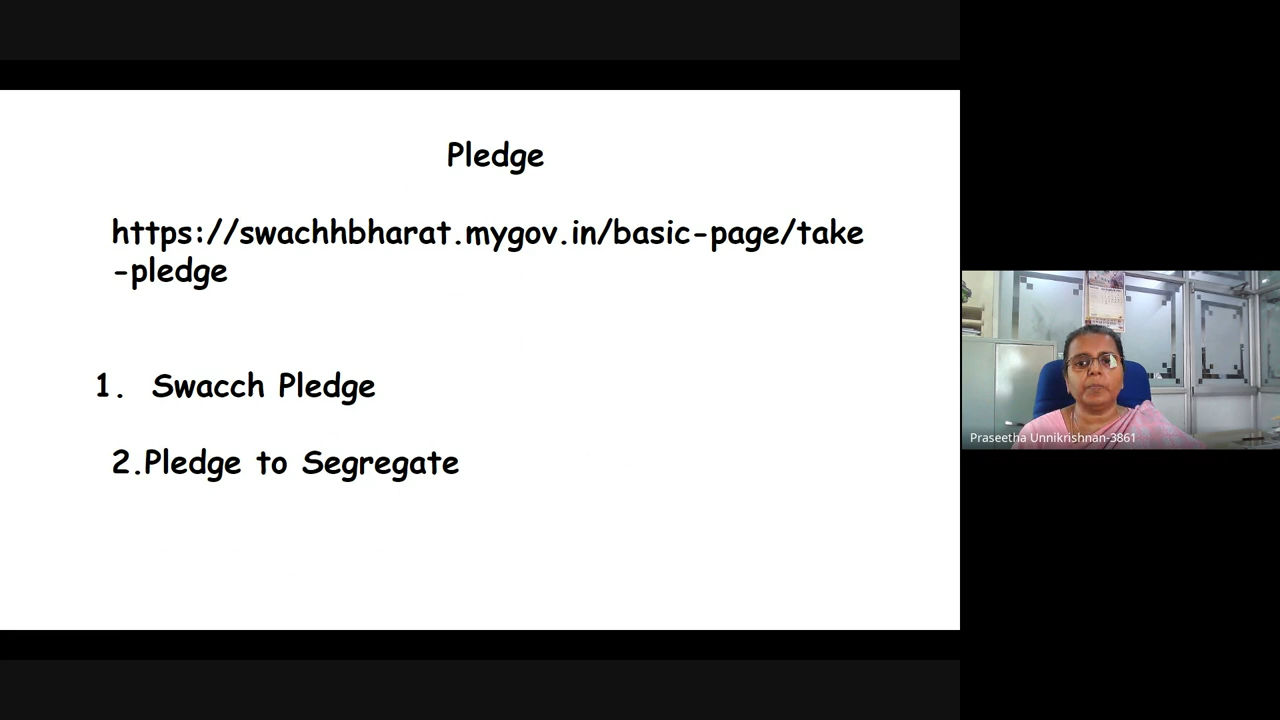 Pledge
https://swachhbharat.mygov.in/basic-page/take
-pledge
1. Swacch Pledge
2.Pledge to Segregate
Praseetha Unnikrishnan-3861